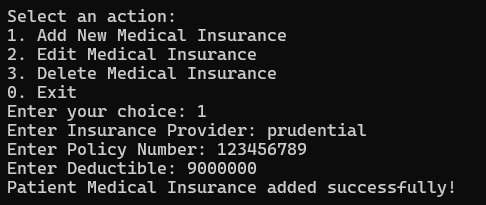 Select an action:
1. Add New Medical Insurance
2. Edit Medical Insurance
3. Delete Medical Insurance
0. Exit
Enter your choice: 1
Enter Insurance Provider: prudential
Enter Policy Number: 123456789
Enter Deductible: 9000000
Patient Medical Insurance added successfully!